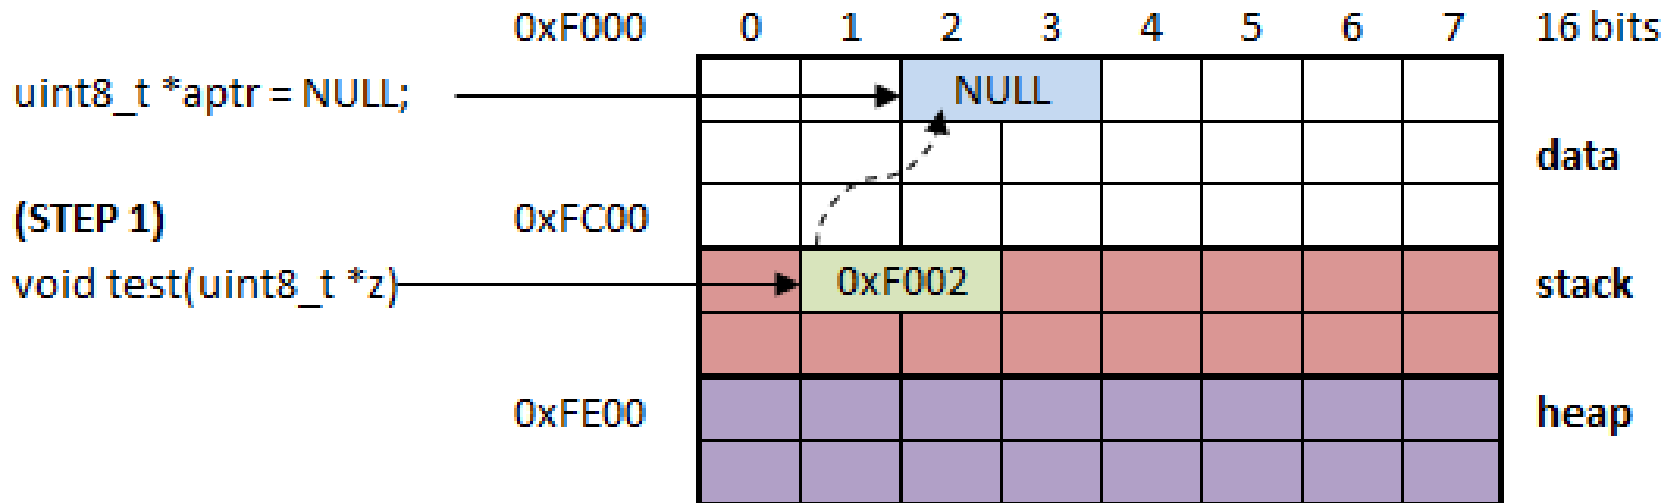 0xF000 0 1 2 3 4 5 6 7 16 bits
uint8_t *aptr = NULL; NULL
data
(STEP 1) 0xFC00
void test(uint8_t *z) 0xF002 stack
0xFE00 heap